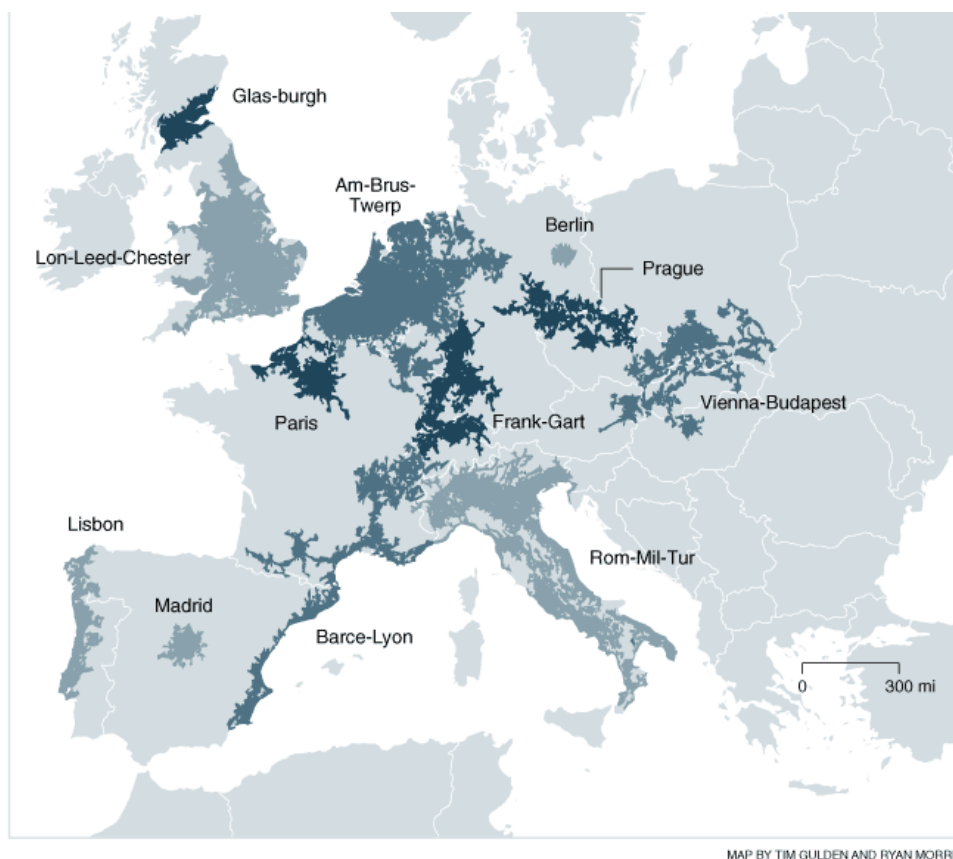 Glas-burgh
Am-Brus-
Twerp
Berlin
Lon-Leed-Chester
Prague
Paris
Frank-Gart
Vienna-Budapest
Lisbon
Rom-Mil-Tur
Madrid
Barce-Lyon
0 300 mi
MAP BY TIM GULDEN AND RYAN MORRI